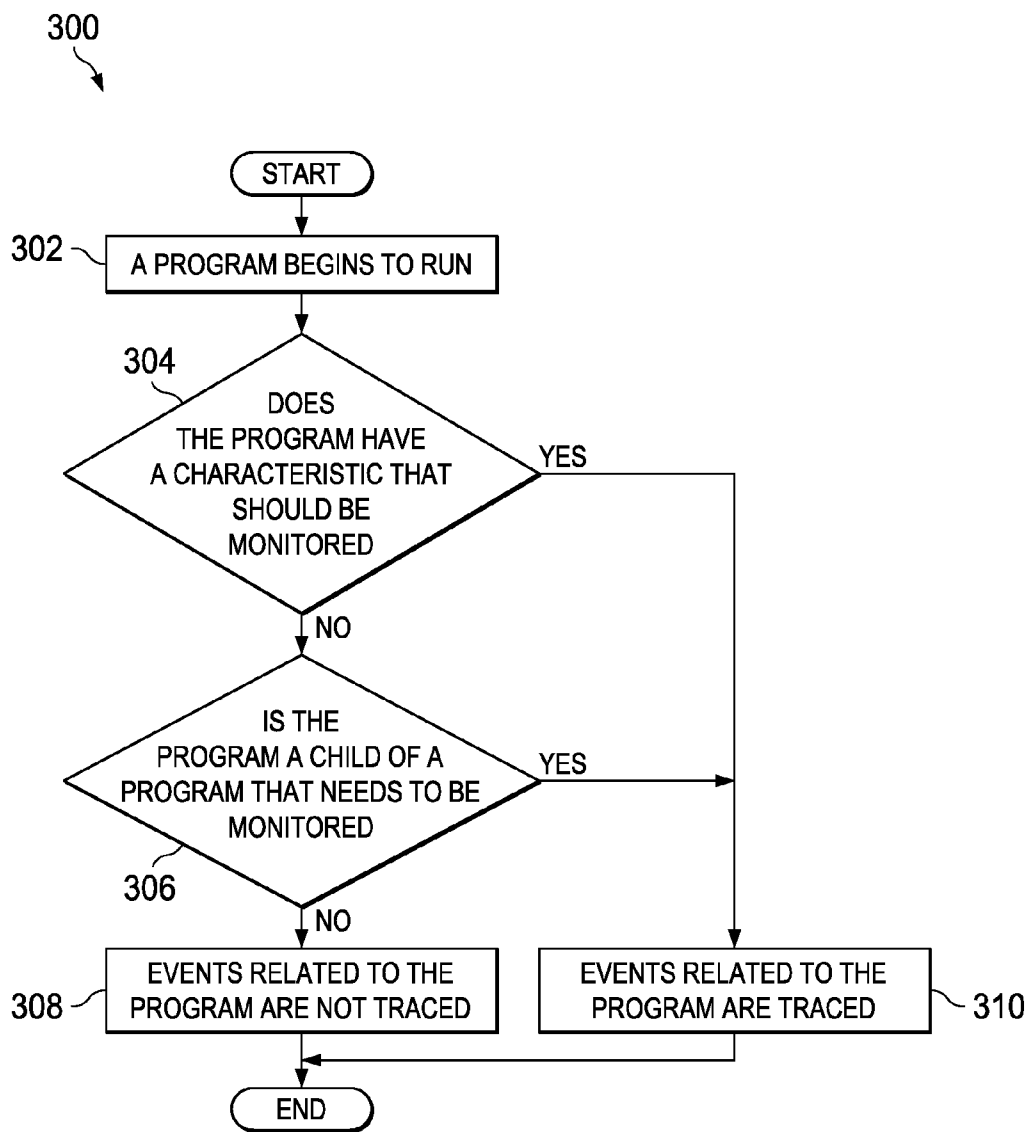 300
START
302
A PROGRAM BEGINS TO RUN
304
DOES
THE PROGRAM HAVE
A CHARACTERISTIC THAT
SHOULD BE
MONITORED
YES
NO
IS THE
PROGRAM A CHILD OF A
PROGRAM THAT NEEDS TO BE
MONITORED
YES
306
NO
308
EVENTS RELATED TO THE
PROGRAM ARE NOT TRACED
EVENTS RELATED TO THE
PROGRAM ARE TRACED
310
END